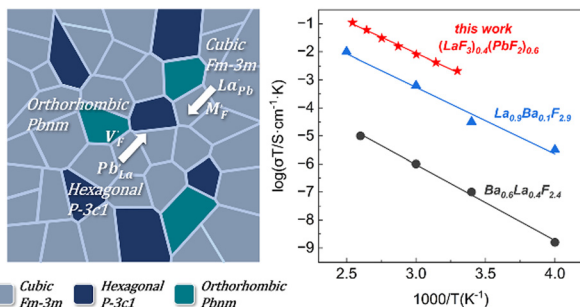 Cubic
Fm-3m
La·Pb
M_F
Orthorhombic
Pbnm
V·F
Pb'La
Hexagonal
P-3c1
Cubic
Fm-3m
Hexagonal
P-3c1
Orthorhombic
Pbnm
log(σT/S·cm⁻¹·K)
-1
-2
-3
-4
-5
-6
-7
-8
-9
this work
(LaF₃)₀.₄(PbF₂)₀.₆
La₀.₉Ba₀.₁F₂.₉
Ba₀.₆La₀.₄F₂.₄
2.5 3.0 3.5 4.0
1000/T(K⁻¹)